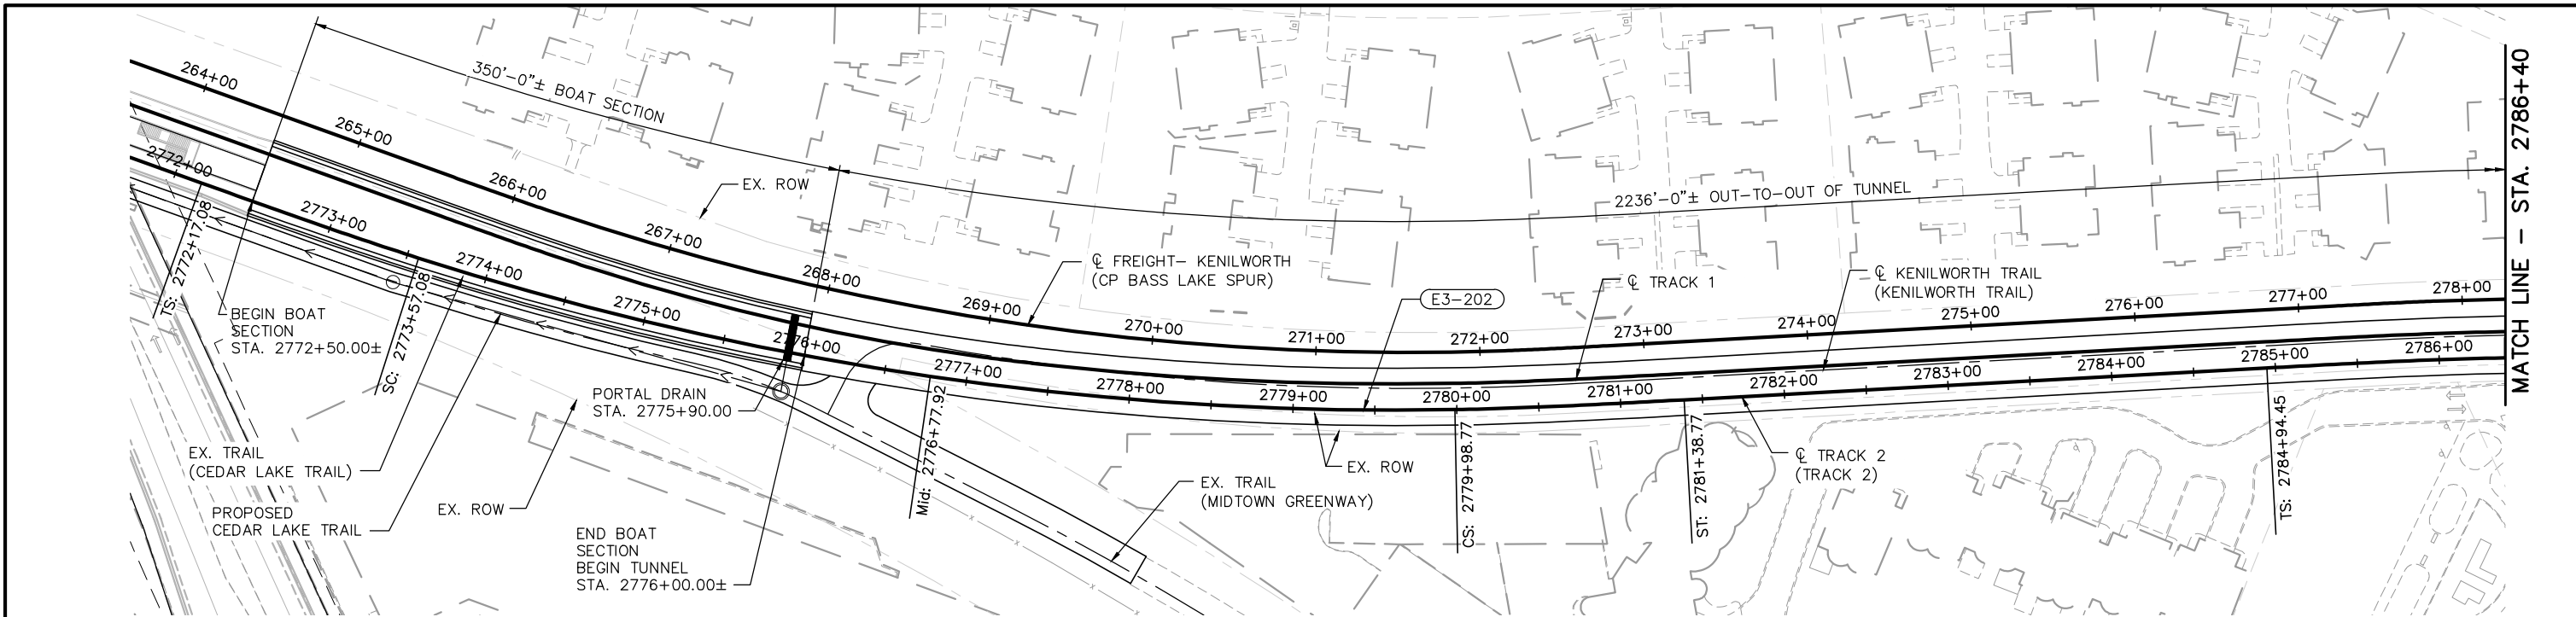 264+00
265+00
266+00
267+00
268+00
269+00
270+00
271+00
272+00
273+00
274+00
275+00
276+00
277+00
278+00
350'-0"± BOAT SECTION
2236'-0"± OUT-TO-OUT OF TUNNEL
EX. ROW
℄ FREIGHT- KENILWORTH
(CP BASS LAKE SPUR)
E3-202
℄ TRACK 1
℄ KENILWORTH TRAIL
(KENILWORTH TRAIL)
MATCH LINE - STA. 2786+40
2772+00
2773+00
2774+00
2775+00
2776+00
2777+00
2778+00
2779+00
2780+00
2781+00
2782+00
2783+00
2784+00
2785+00
2786+00
TS: 2772+17.08
SC: 2773+57.08
Mid: 2776+77.92
CS: 2779+98.77
ST: 2781+38.77
TS: 2784+94.45
BEGIN BOAT
SECTION
STA. 2772+50.00±
PORTAL DRAIN
STA. 2775+90.00
EX. TRAIL
(CEDAR LAKE TRAIL)
PROPOSED
CEDAR LAKE TRAIL
EX. ROW
END BOAT
SECTION
BEGIN TUNNEL
STA. 2776+00.00±
EX. TRAIL
(MIDTOWN GREENWAY)
EX. ROW
℄ TRACK 2
(TRACK 2)